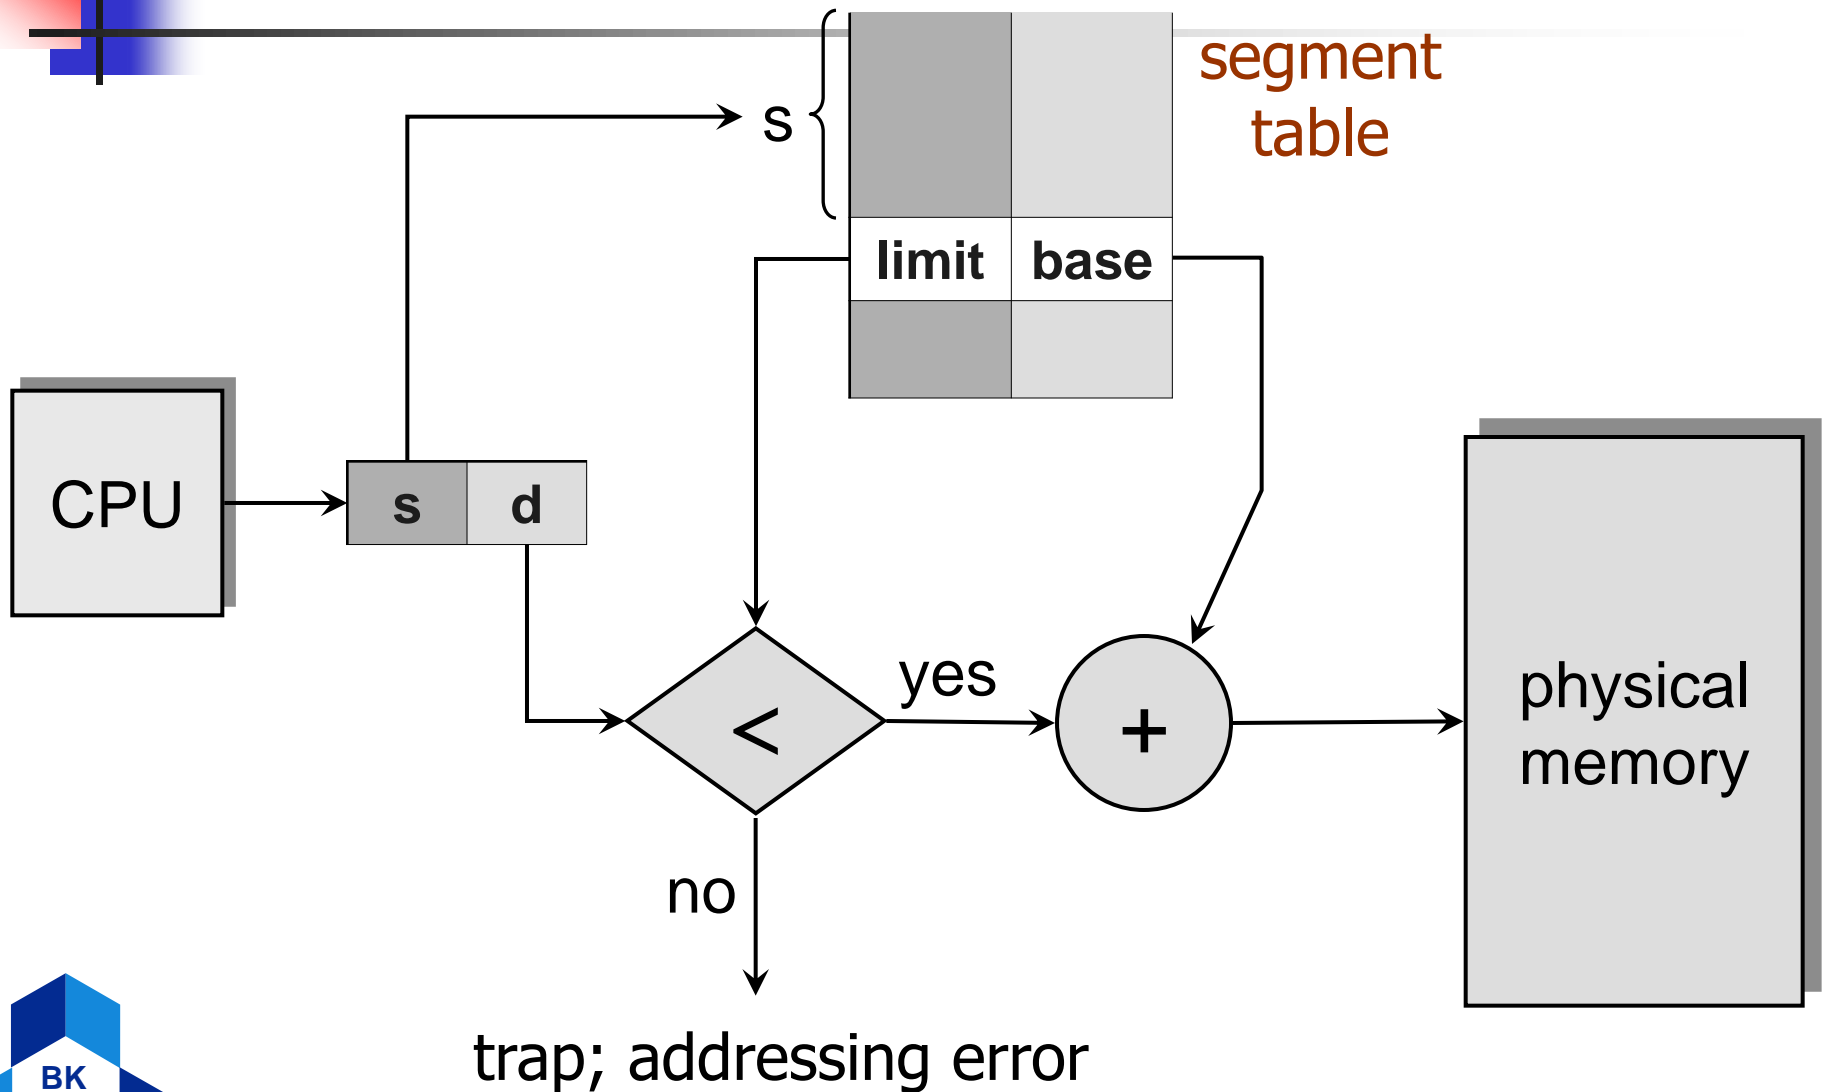 segment
table
s
limit base
CPU
s d
yes
<
+
physical
memory
no
trap; addressing error
BK